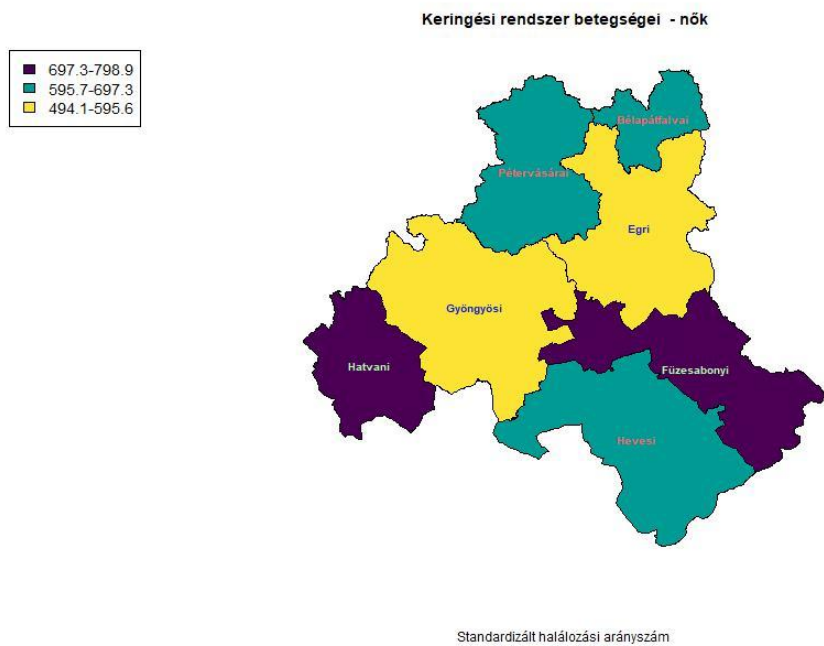 Keringési rendszer betegségei - nők
697.3-798.9
595.7-697.3
494.1-595.6
Bélapátfalvai
Pétervásárai
Egri
Gyöngyösi
Hatvani
Füzesabonyi
Hevesi
Standardizált halálozási arányszám